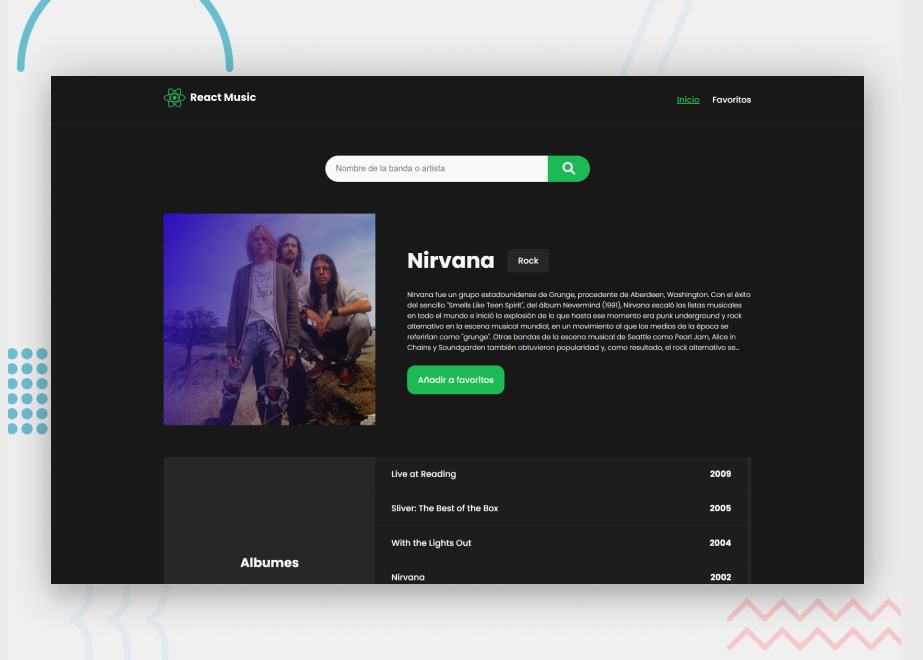 React Music
Inicio
Favoritos
Nombre de la banda o artista
Nirvana
Rock
Nirvana fue un grupo estadounidense de Grunge, procedente de Aberdeen, Washington. Con el éxito
del sencillo "Smells Like Teen Spirit", del álbum Nevermind (1991), Nirvana escaló las listas musicales
en todo el mundo e inició la explosión de lo que hasta ese momento era punk underground y rock
alternativo en la escena musical mundial, en un movimiento al que los medios de la época se
referirían como "grunge". Otras bandas de la escena musical de Seattle como Pearl Jam, Alice in
Chains y Soundgarden también obtuvieron popularidad y, como resultado, el rock alternativo se...
Añadir a favoritos
Albumes
Live at Reading 2009
Sliver: The Best of the Box 2005
With the Lights Out 2004
Nirvana 2002